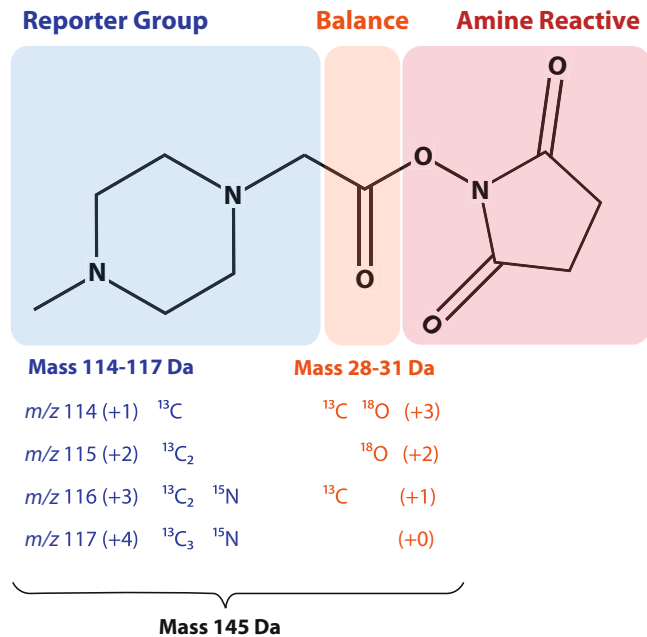 Reporter Group Balance Amine Reactive
O
O
N
N
N
O
O
Mass 114-117 Da Mass 28-31 Da
m/z 114 (+1) ¹³C ¹³C ¹⁸O (+3)
m/z 115 (+2) ¹³C₂ ¹⁸O (+2)
m/z 116 (+3) ¹³C₂ ¹⁵N ¹³C (+1)
m/z 117 (+4) ¹³C₃ ¹⁵N (+0)
Mass 145 Da